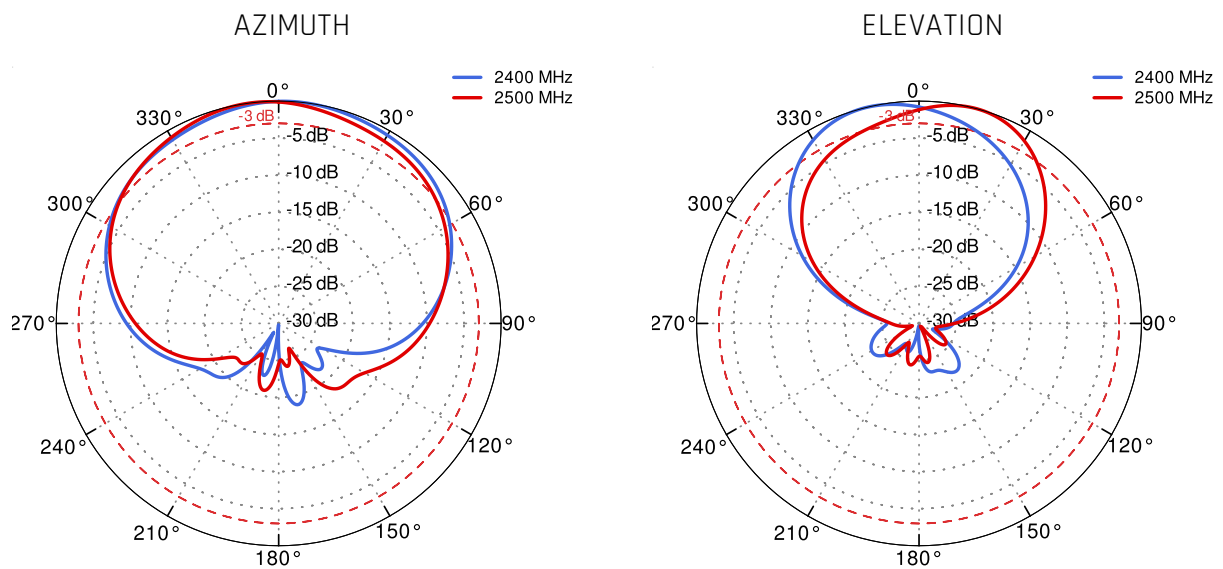 AZIMUTH
2400 MHz
2500 MHz
0°
330°
30°
-3 dB
-5 dB
-10 dB
300°
60°
-15 dB
-20 dB
-25 dB
270°
-30 dB
90°
240°
120°
210°
150°
180°
ELEVATION
2400 MHz
2500 MHz
0°
330°
30°
-3 dB
-5 dB
-10 dB
300°
60°
-15 dB
-20 dB
-25 dB
270°
-30 dB
90°
240°
120°
210°
150°
180°